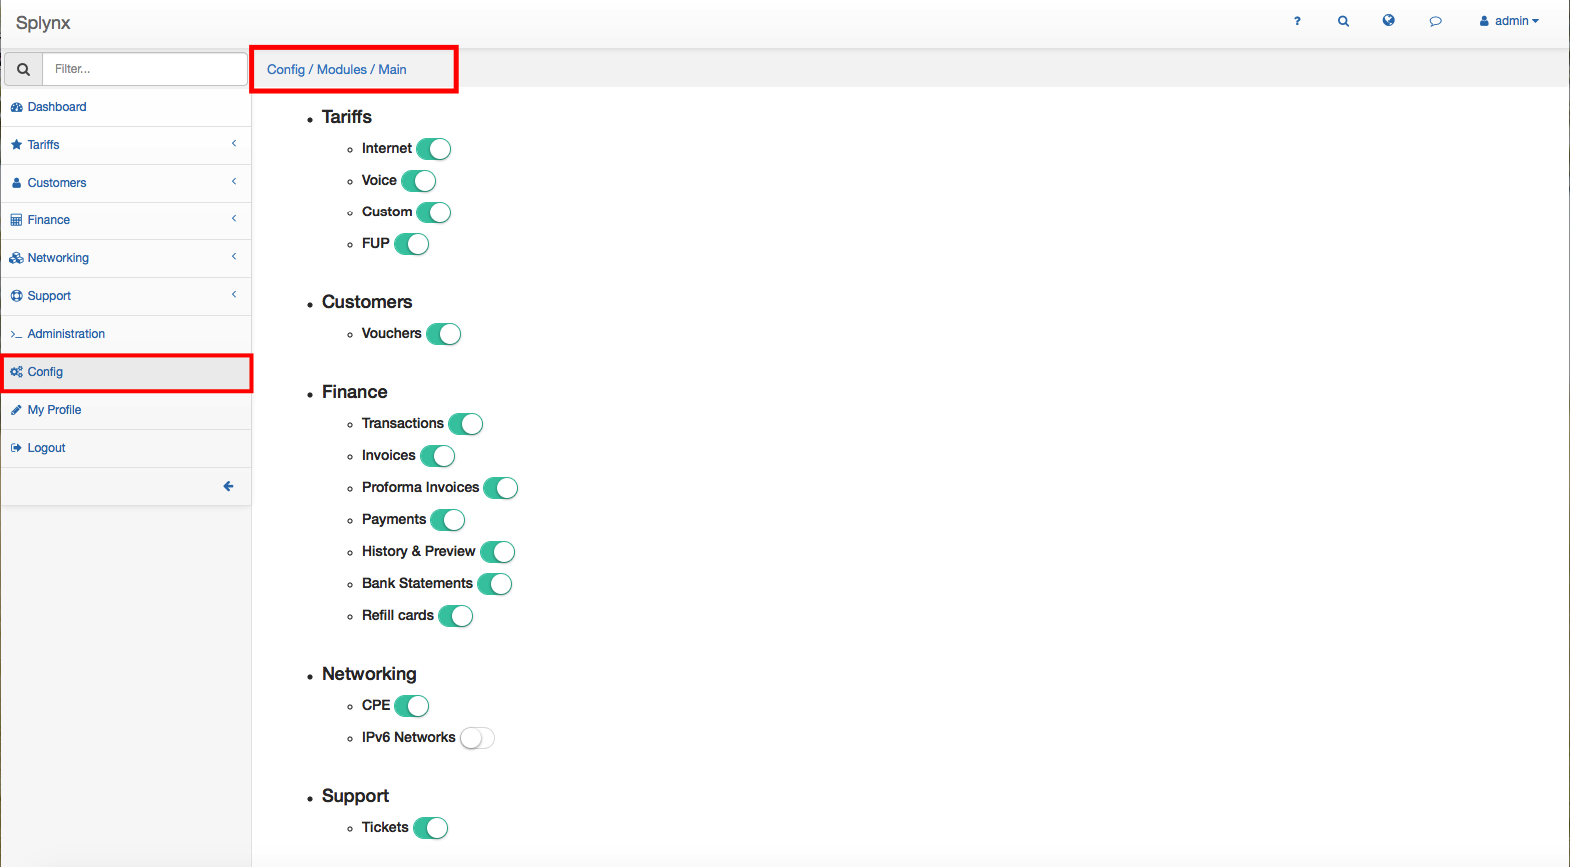 Splynx
? admin
Filter...
Config / Modules / Main
Dashboard
Tariffs
Customers
Finance
Networking
Support
Administration
Config
My Profile
Logout
Tariffs
Internet
Voice
Custom
FUP
Customers
Vouchers
Finance
Transactions
Invoices
Proforma Invoices
Payments
History & Preview
Bank Statements
Refill cards
Networking
CPE
IPv6 Networks
Support
Tickets